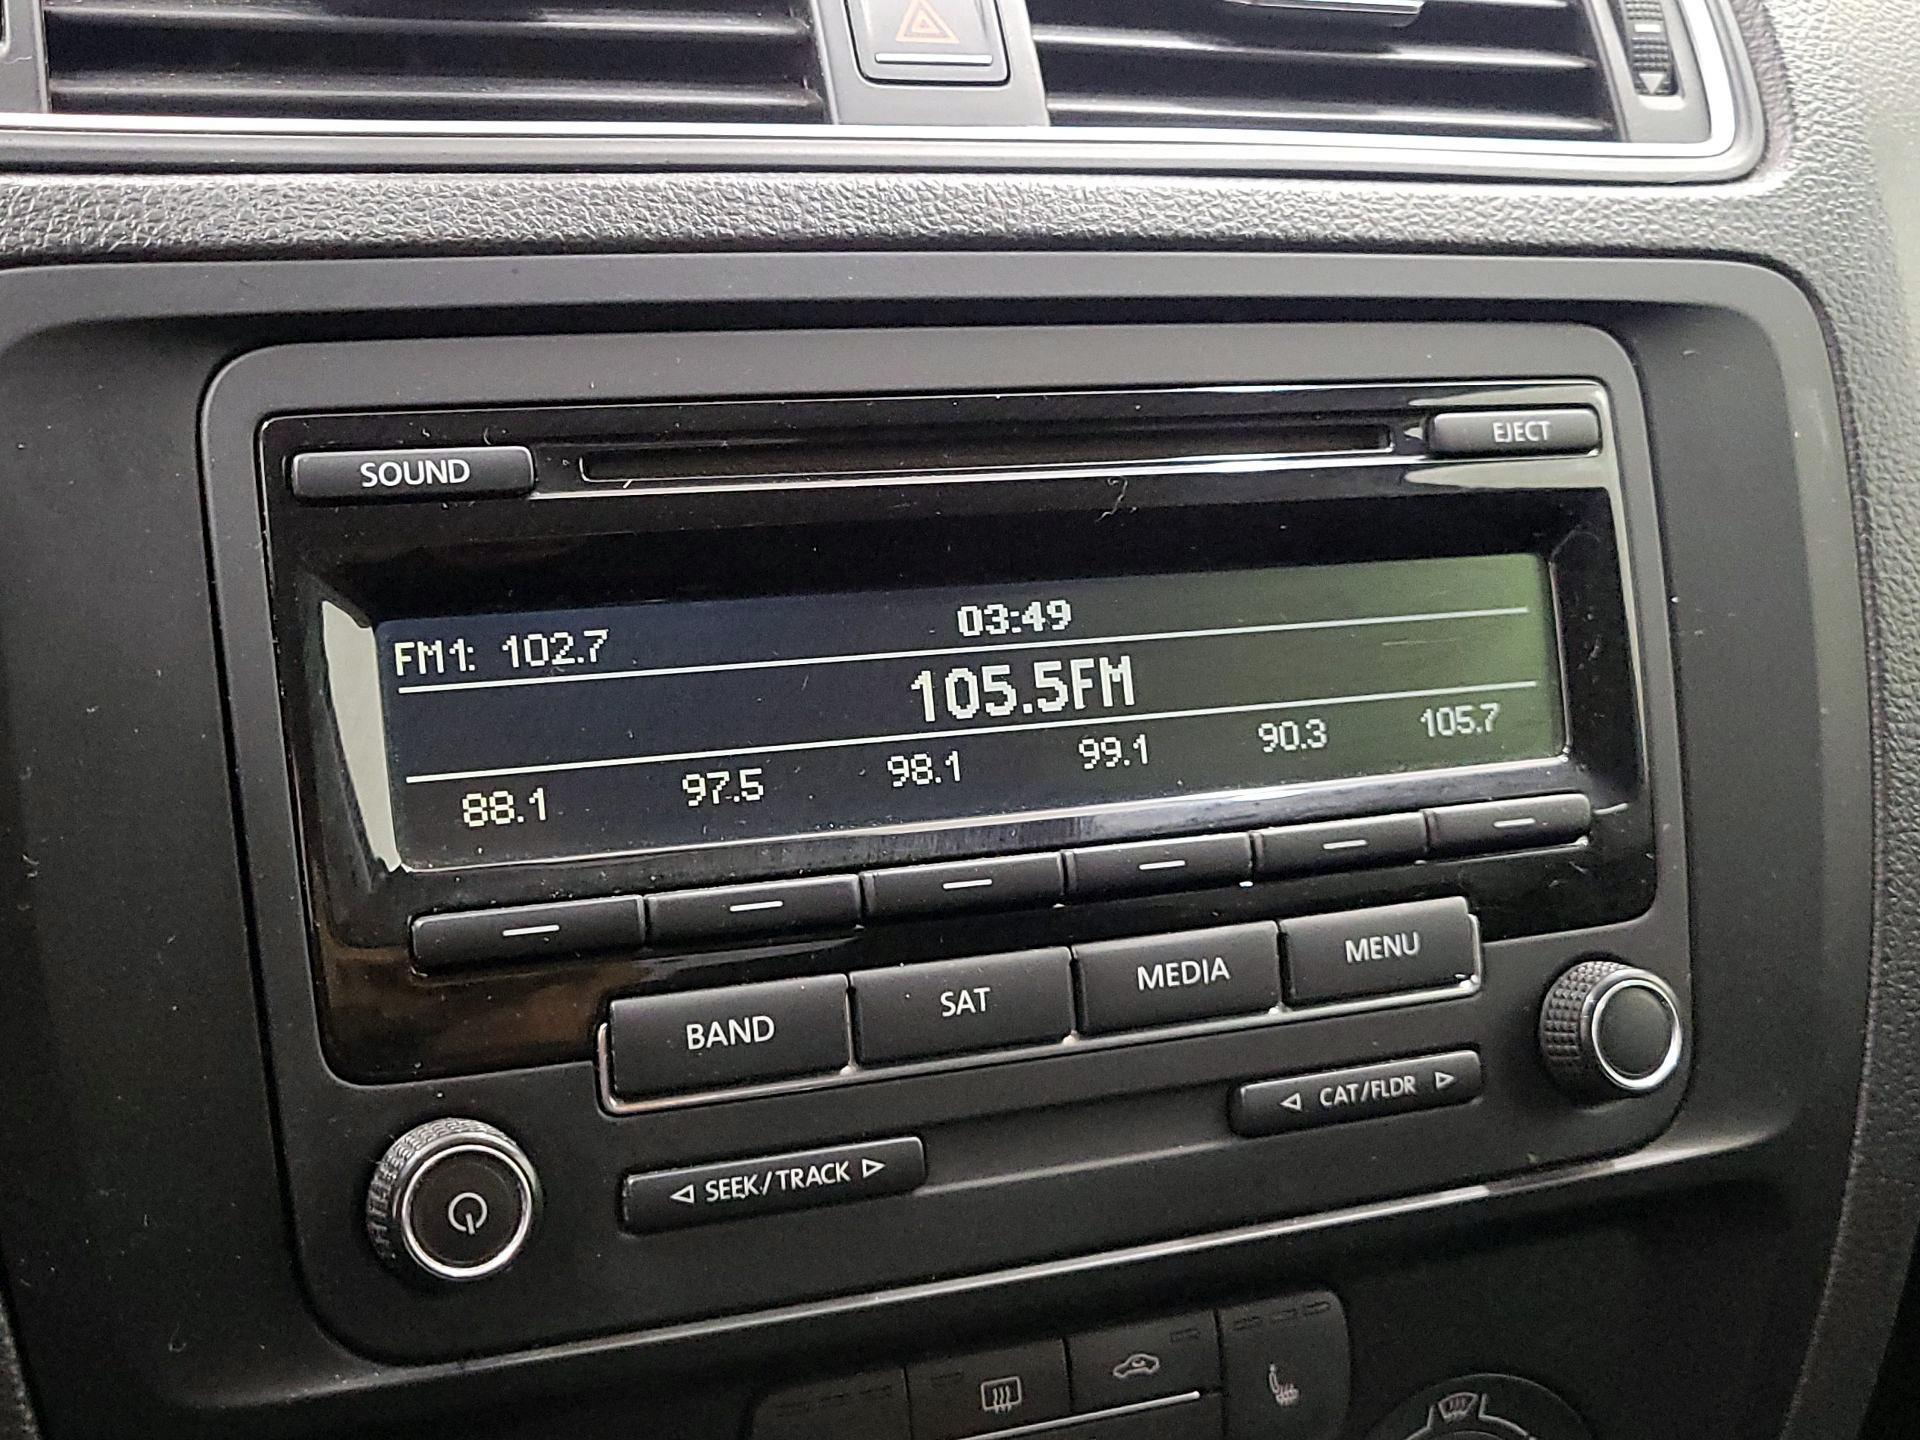 SOUND
EJECT
FM1: 102.7
03:49
105.5FM
88.1 97.5 98.1 99.1 90.3 105.7
BAND SAT MEDIA MENU
SEEK/TRACK
CAT/FLDR